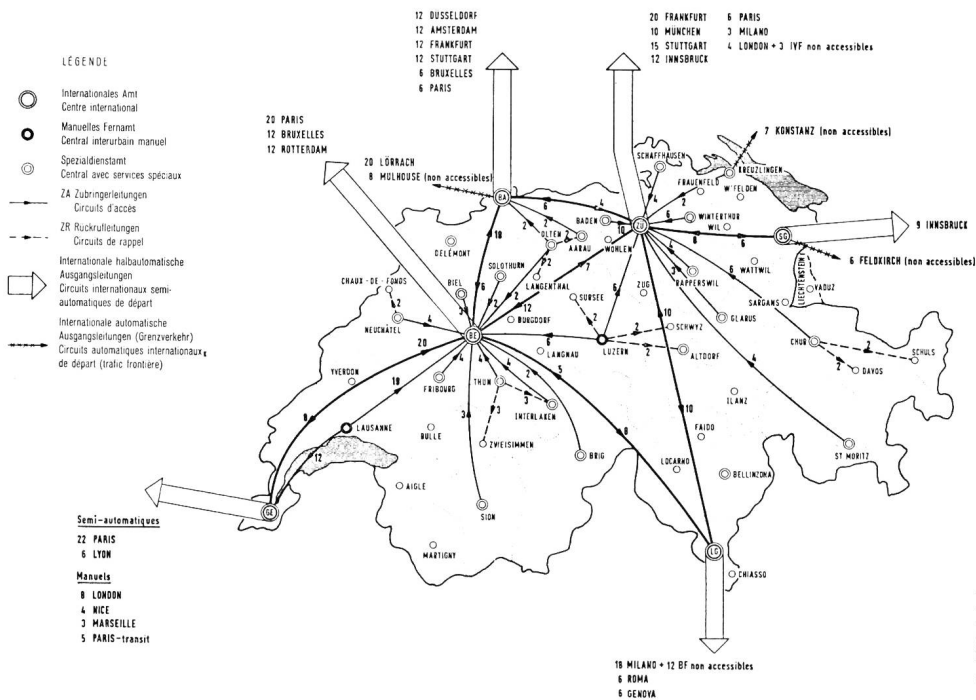 LÉGENDE
Internationales Amt
Centre international
Manuelles Fernamt
Central interurbain manuel
Spezialdienstamt
Central avec services spéciaux
ZA Zubringerleitungen
Circuits d'accès
ZR Rückrufleitungen
Circuits de rappel
Internationale halbautomatische
Ausgangsleitungen
Circuits internationaux semi-
automatiques de départ
Internationale automatische
Ausgangsleitungen (Grenzverkehr)
Circuits automatiques internationaux
de départ (trafic frontière)
12 DÜSSELDORF
12 AMSTERDAM
12 FRANKFURT
12 STUTTGART
6 BRUXELLES
6 PARIS
20 FRANKFURT
10 MÜNCHEN
15 STUTTGART
12 INNSBRUCK
6 PARIS
3 MILANO
4 LONDON + 3 IVF non accessibles
20 PARIS
12 BRUXELLES
12 ROTTERDAM
20 LÖRRACH
8 MULHOUSE (non accessibles)
7 KONSTANZ (non accessibles)
9 INNSBRUCK
6 FELDKIRCH (non accessibles)
SCHAFFHAUSEN
KREUZLINGEN
FRAUENFELD
W'FELDEN
BA
BADEN
ZU
WINTERTHUR
WIL
SG
OLTEN
AARAU
WOHLEN
DELÉMONT
WATTWIL
LIECHTENSTEIN
VADUZ
SOLOTHURN
LANGENTHAL
ZUG
RAPPERSWIL
SARGANS
CHAUX-DE-FONDS
BIEL
SURSEE
GLARUS
NEUCHÂTEL
BURGDORF
SCHWYZ
BE
LUZERN
CHUR
SCHULS
LANGNAU
ALTDORF
DAVOS
YVERDON
FRIBOURG
THUN
ILANZ
INTERLAKEN
LAUSANNE
BULLE
ZWEISIMMEN
FAIDO
ST MORITZ
BRIG
LOCARNO
BELLINZONA
AIGLE
GE
SION
MARTIGNY
LG
CHIASSO
Semi-automatiques
22 PARIS
6 LYON
Manuels
8 LONDON
4 NICE
3 MARSEILLE
5 PARIS-transit
18 MILANO + 12 BF non accessibles
6 ROMA
6 GENOVA